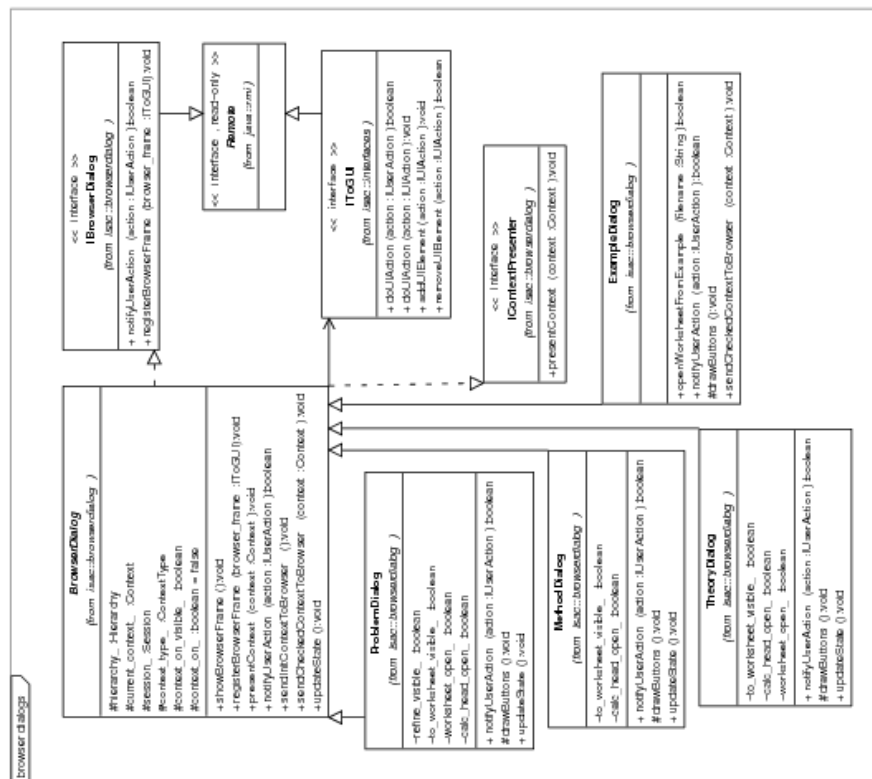 browser dialogs
BrowserDialog
(from isac::browserdialog )
#hierarchy_ :Hierarchy
#current_context_ :Context
#session_ :Session
#context_type_ :ContextType
#context_on_visible_ :boolean
#context_on_ :boolean = false
+showBrowserFrame ():void
+registerBrowserFrame (browser_frame :IToGUI):void
+presentContext (context :Context ):void
+notifyUserAction (action :IUserAction ):boolean
+sendIntContextToBrowser ():void
+sendCheckedContextToBrowser (context :Context ):void
+updateState ():void
<< Interface >>
IBrowserDialog
(from isac::browserdialog )
+notifyUserAction (action :IUserAction ):boolean
+registerBrowserFrame (browser_frame :IToGUI):void
<< Interface , read-only >>
Remote
(from java::rmi )
<< interface >>
IToGUI
(from isac::interfaces )
+doUIAction (action :IUserAction ):boolean
+doUIAction (action :IUIAction ):void
+addUIElement (action :IUIAction ):void
+removeUIElement (action :IUIAction ):boolean
<< Interface >>
IContextPresenter
(from isac::browserdialog )
+presentContext (context :Context ):void
ProblemDialog
(from isac::browserdialog )
-refine_visible_ :boolean
-to_worksheet_visible_ :boolean
-worksheet_open_ :boolean
-calc_head_open_ :boolean
+notifyUserAction (action :IUserAction ):boolean
#drawButtons ():void
+updateState ():void
MethodDialog
(from isac::browserdialog )
-to_worksheet_visible_ :boolean
-calc_head_open_ :boolean
+notifyUserAction (action :IUserAction ):boolean
#drawButtons ():void
+updateState ():void
ExampleDialog
(from isac::browserdialog )
+openWorksheetFromExample (filename :String ):boolean
+notifyUserAction (action :IUserAction ):boolean
#drawButtons ():void
+sendCheckedContextToBrowser (context :Context ):void
TheoryDialog
(from isac::browserdialog )
-to_worksheet_visible_ :boolean
-calc_head_open_ :boolean
-worksheet_open_ :boolean
+notifyUserAction (action :IUserAction ):boolean
#drawButtons ():void
+updateState ():void